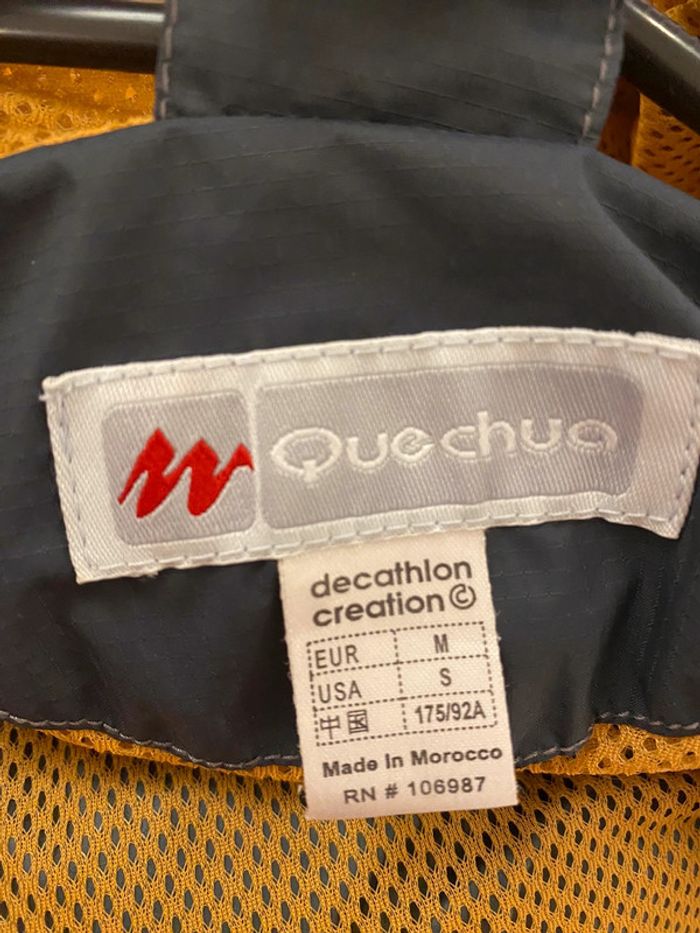 Quechua
decathlon
creation ©
EUR M
USA S
中国 175/92A
Made In Morocco
RN # 106987